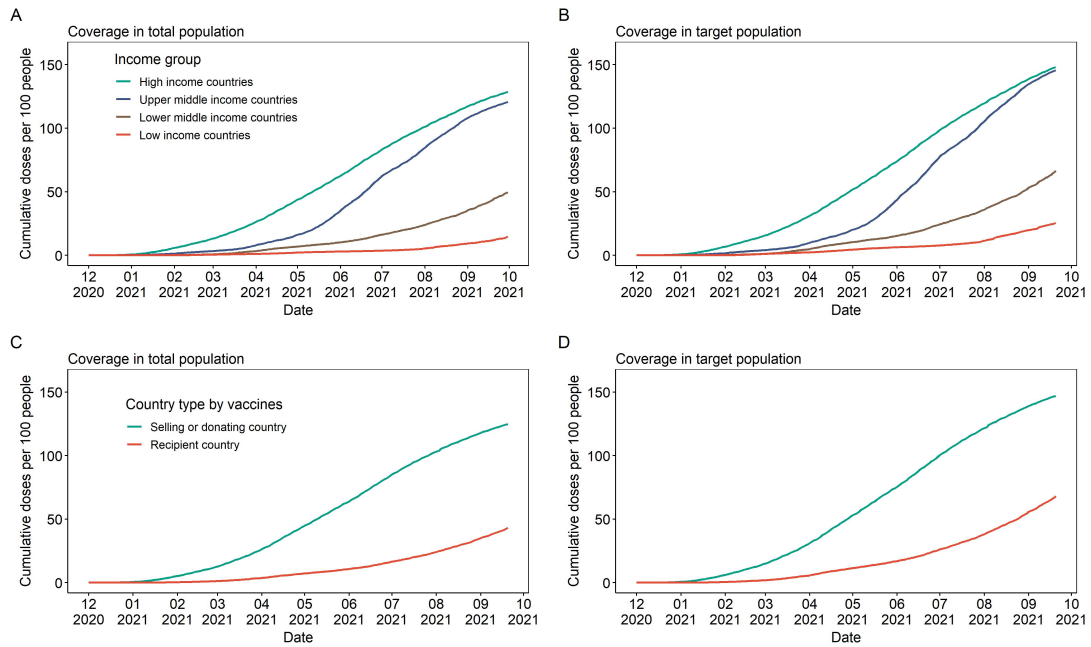 A
Coverage in total population
Cumulative doses per 100 people
150
100
50
0
Income group
High income countries
Upper middle income countries
Lower middle income countries
Low income countries
12 01 02 03 04 05 06 07 08 09 10
2020 2021 2021 2021 2021 2021 2021 2021 2021 2021 2021
Date
B
Coverage in target population
Cumulative doses per 100 people
150
100
50
0
12 01 02 03 04 05 06 07 08 09 10
2020 2021 2021 2021 2021 2021 2021 2021 2021 2021 2021
Date
C
Coverage in total population
Cumulative doses per 100 people
150
100
50
0
Country type by vaccines
Selling or donating country
Recipient country
12 01 02 03 04 05 06 07 08 09 10
2020 2021 2021 2021 2021 2021 2021 2021 2021 2021 2021
Date
D
Coverage in target population
Cumulative doses per 100 people
150
100
50
0
12 01 02 03 04 05 06 07 08 09 10
2020 2021 2021 2021 2021 2021 2021 2021 2021 2021 2021
Date